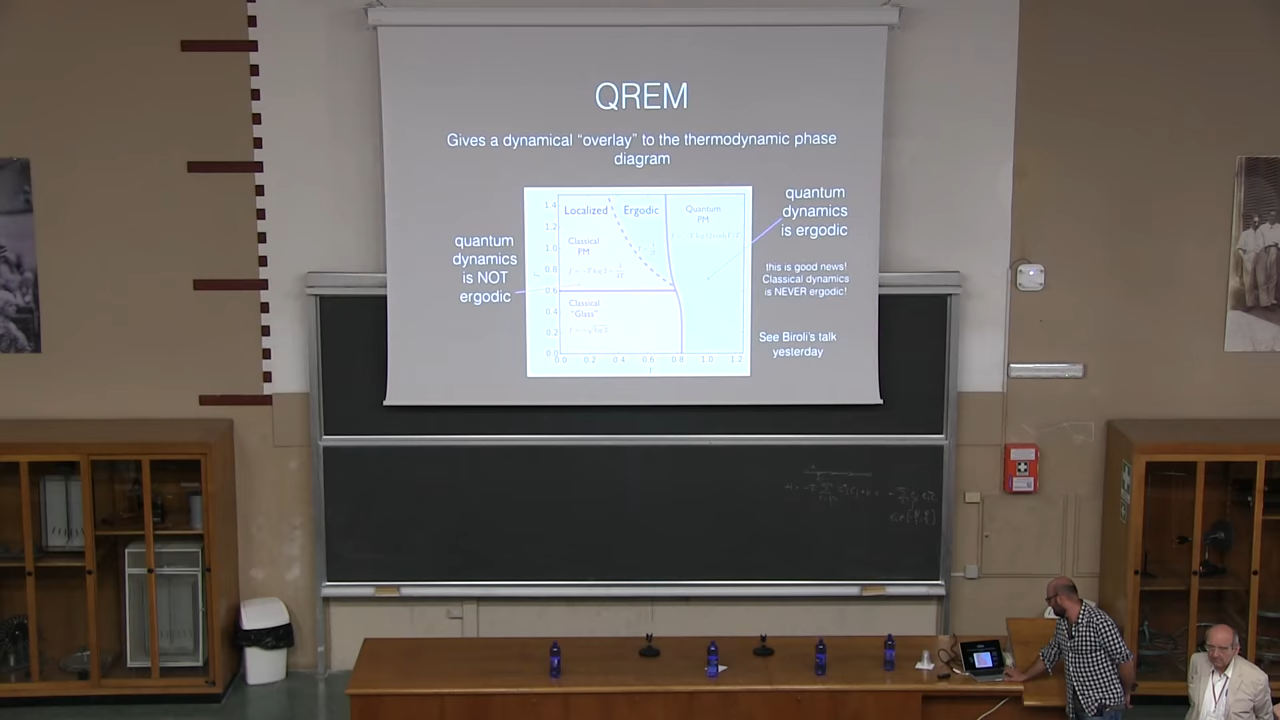 QREM
Gives a dynamical “overlay” to the thermodynamic phase
diagram
quantum
dynamics
is NOT
ergodic
1.4
1.2
1.0
0.8
0.6
0.4
0.2
0.0
Localized
Ergodic
Quantum
PM
Classical
PM
Classical
"Glass"
0.0 0.2 0.4 0.6 0.8 1.0 1.2
quantum
dynamics
is ergodic
this is good news!
Classical dynamics
is NEVER ergodic!
See Biroli's talk
yesterday